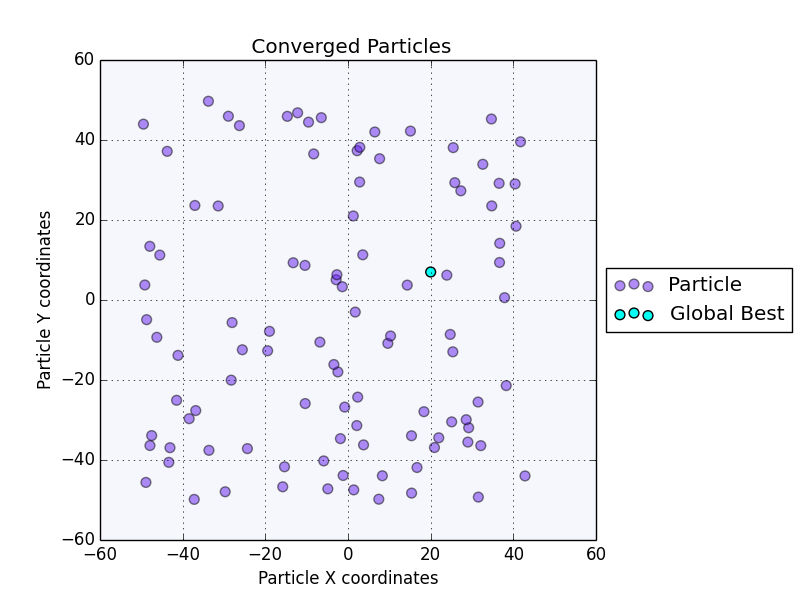 Converged Particles
60
40
20
0
−20
−40
−60
Particle Y coordinates
−60 −40 −20 0 20 40 60
Particle X coordinates
Particle
Global Best